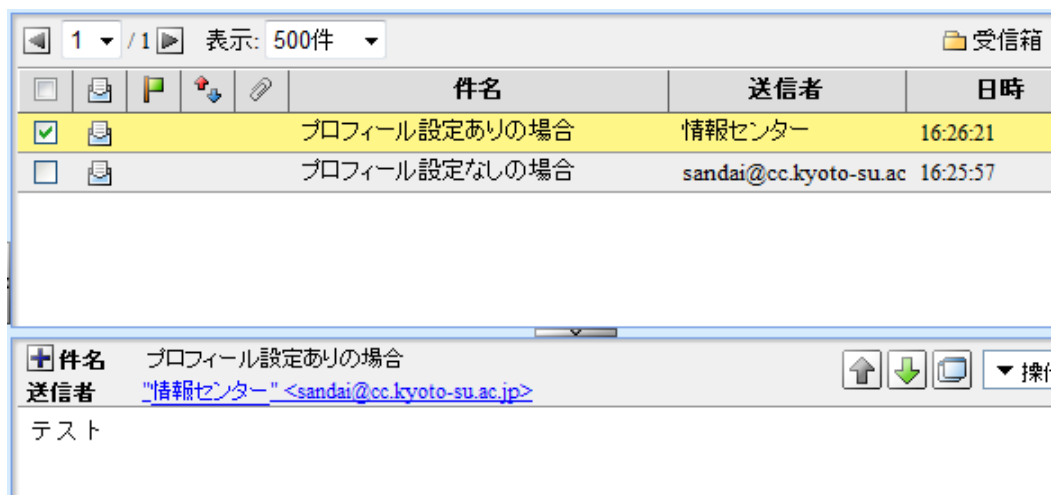 1 /1 表示: 500件 受信箱
件名 送信者 日時
プロフィール設定ありの場合 情報センター 16:26:21
プロフィール設定なしの場合 sandai@cc.kyoto-su.ac 16:25:57
件名 プロフィール設定ありの場合
送信者 "情報センター" <sandai@cc.kyoto-su.ac.jp>
テスト